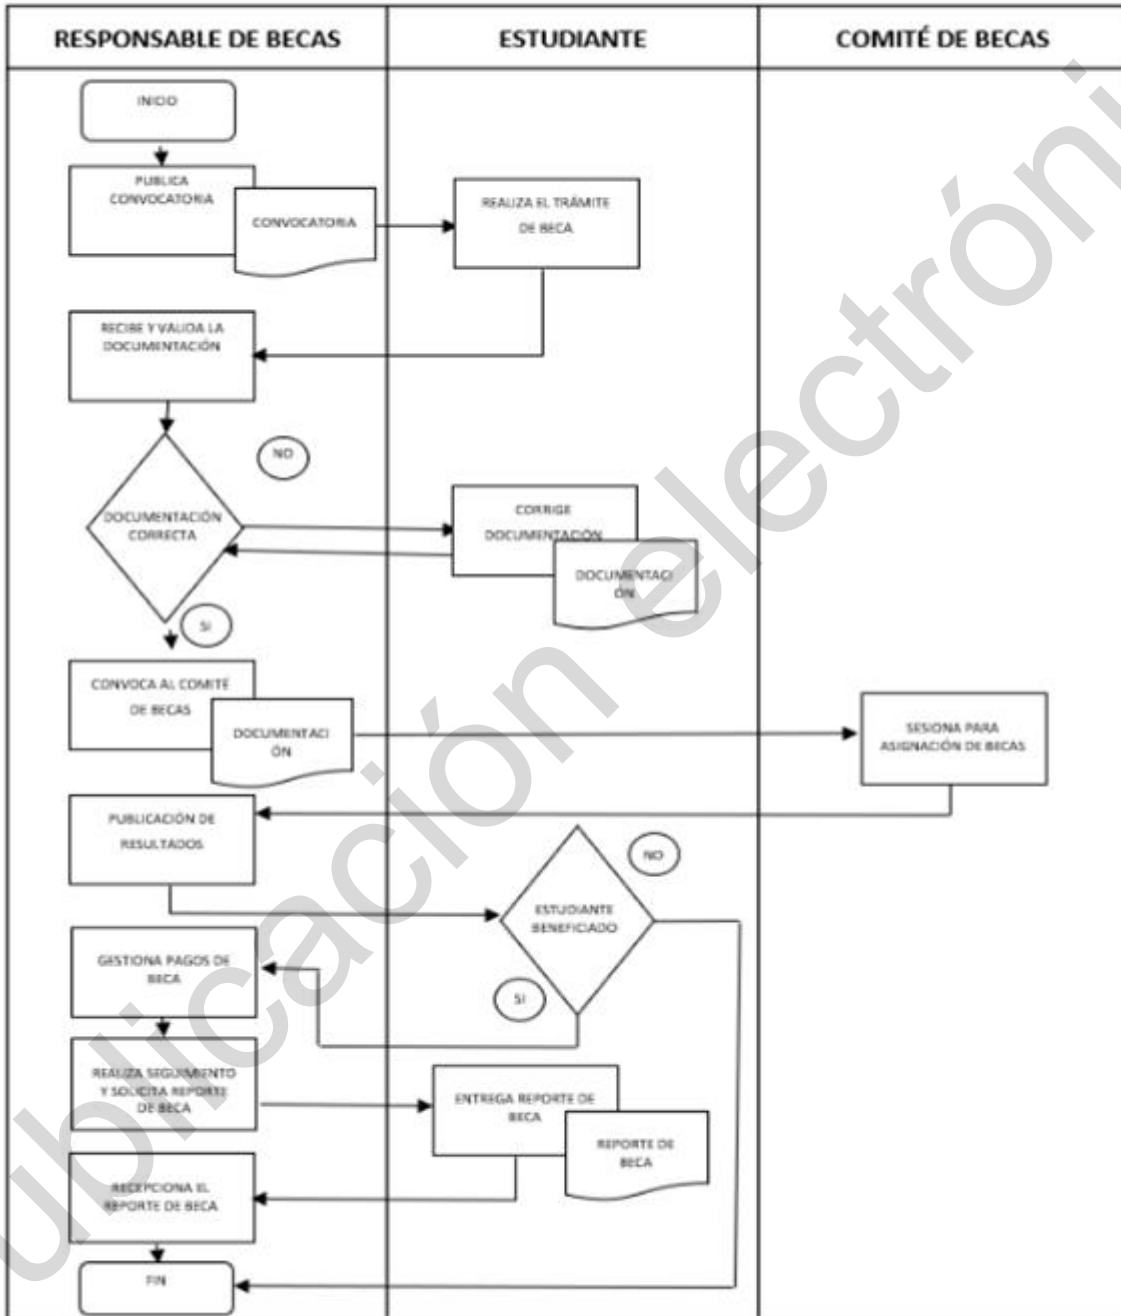 RESPONSABLE DE BECAS
ESTUDIANTE
COMITÉ DE BECAS
INICIO
PUBLICA
CONVOCATORIA
CONVOCATORIA
REALIZA EL TRÁMITE
DE BECA
RECIBE Y VALIDA LA
DOCUMENTACIÓN
NO
DOCUMENTACIÓN
CORRECTA
CORRIGE
DOCUMENTACIÓN
DOCUMENTACI
ÓN
SI
CONVOCA AL COMITÉ
DE BECAS
DOCUMENTACI
ÓN
SESIONA PARA
ASIGNACIÓN DE BECAS
PUBLICACIÓN DE
RESULTADOS
NO
ESTUDIANTE
BENEFICIADO
GESTIONA PAGOS DE
BECA
SI
REALIZA SEGUIMIENTO
Y SOLICITA REPORTE
DE BECA
ENTREGA REPORTE DE
BECA
REPORTE DE
BECA
RECEPCIONA EL
REPORTE DE BECA
FIN
ublicación electróni